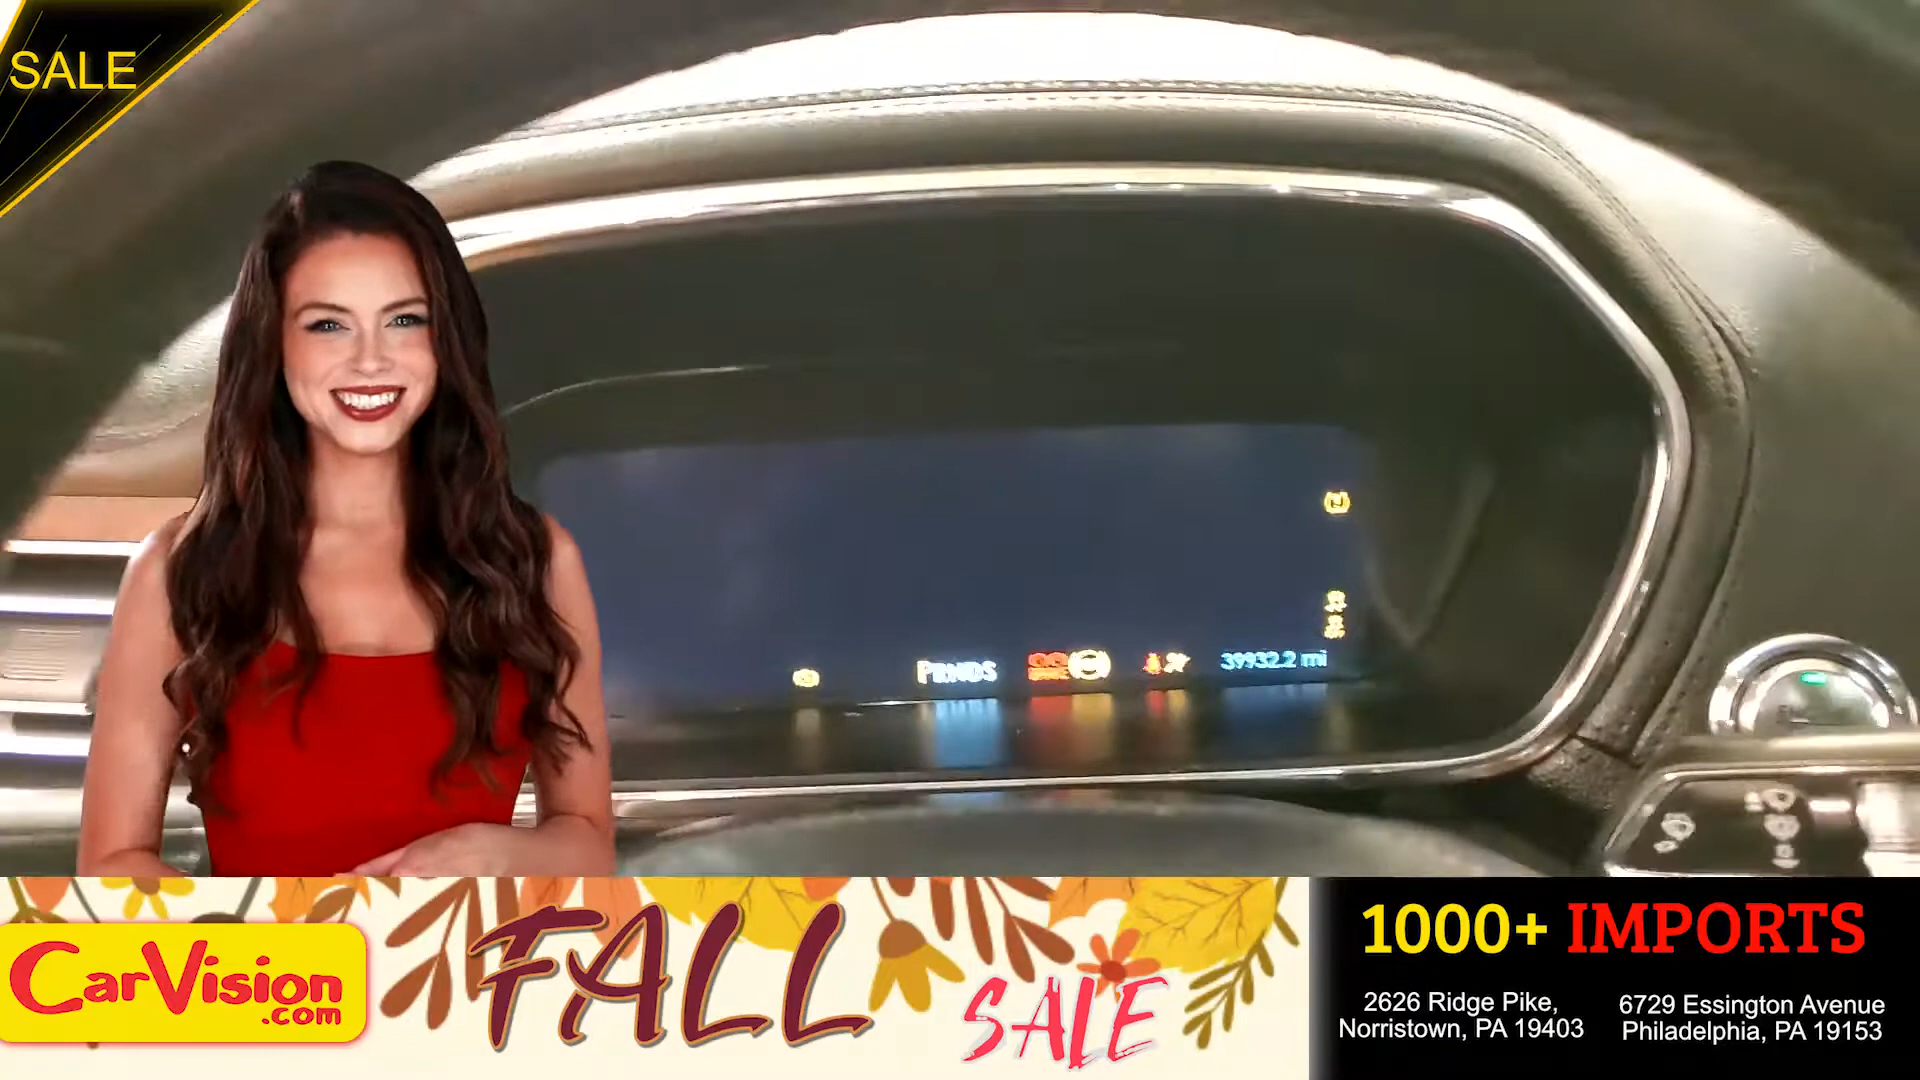 SALE
PRNDS
39932.2 mi
CarVision
.com
FALL
SALE
1000+ IMPORTS
2626 Ridge Pike,
Norristown, PA 19403
6729 Essington Avenue
Philadelphia, PA 19153